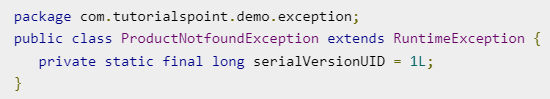 package com.tutorialspoint.demo.exception;
public class ProductNotfoundException extends RuntimeException {
   private static final long serialVersionUID = 1L;
}